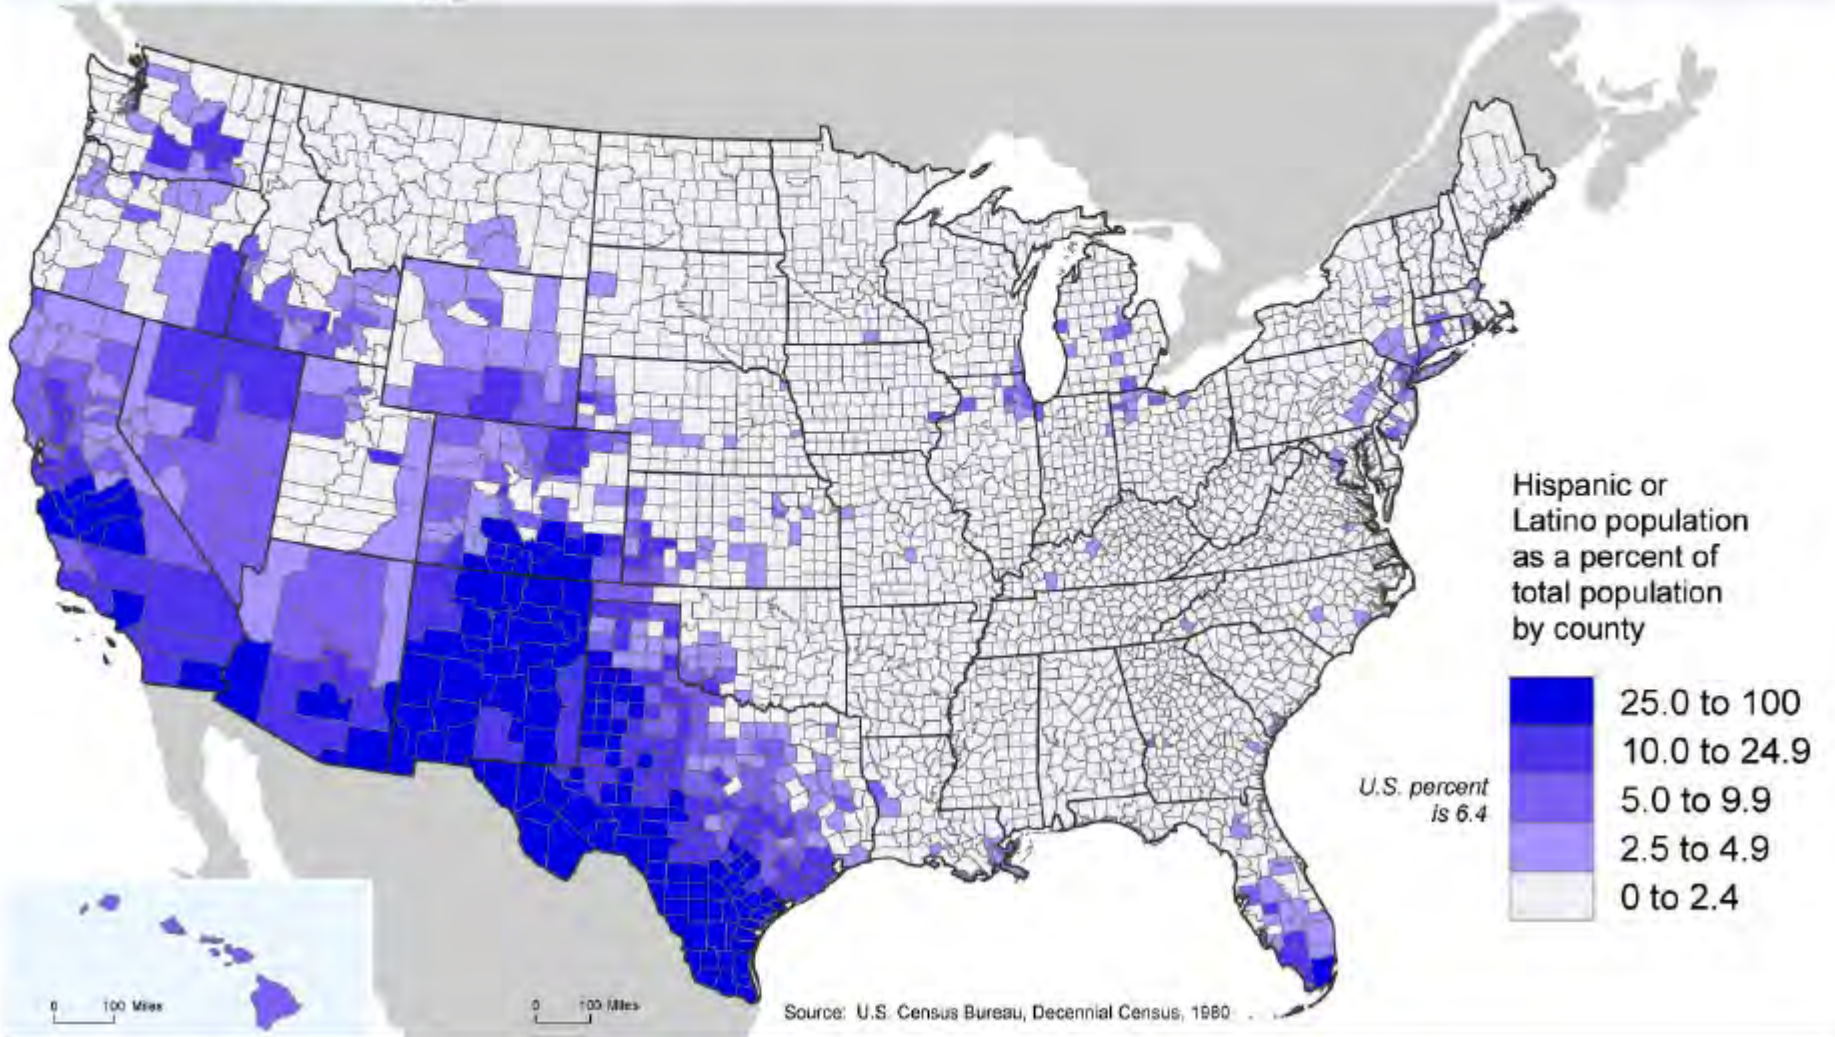 Hispanic or
Latino population
as a percent of
total population
by county
25.0 to 100
10.0 to 24.9
U.S. percent
is 6.4
5.0 to 9.9
2.5 to 4.9
0 to 2.4
0 100 Miles
0 100 Miles
Source: U.S. Census Bureau, Decennial Census, 1980